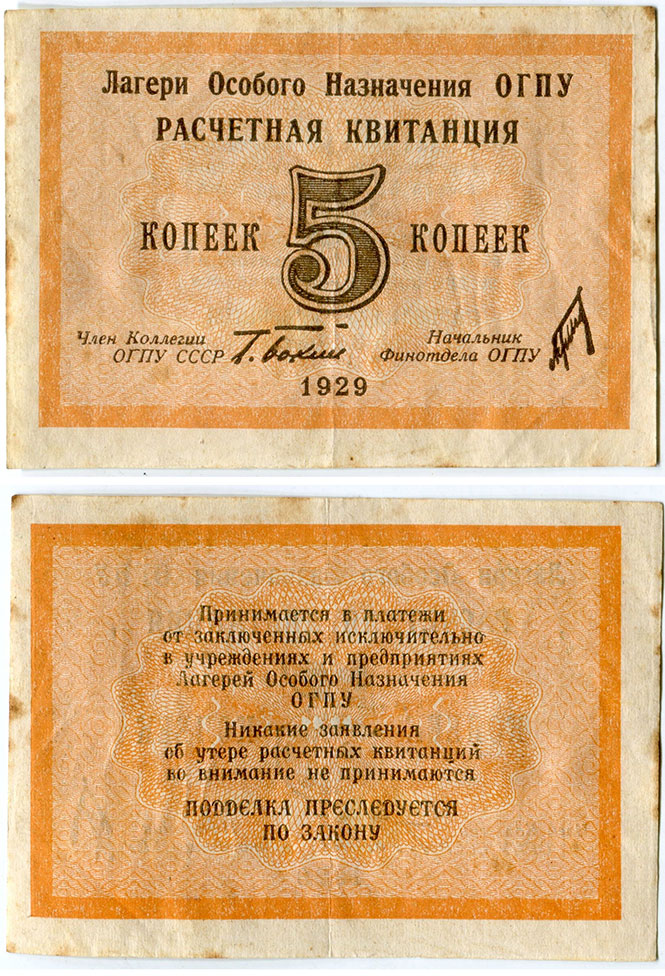 Лагери Особого Назначения ОГПУ
РАСЧЕТНАЯ КВИТАНЦИЯ
КОПЕЕК 5 КОПЕЕК
Член Коллегии
ОГПУ СССР Г. Бокий
Начальник
Финотдела ОГПУ
1929
Принимается в платежи
от заключенных исключительно
в учреждениях и предприятиях
Лагерей Особого Назначения
ОГПУ
Никакие заявления
об утере расчетных квитанций
во внимание не принимаются
ПОДДЕЛКА ПРЕСЛЕДУЕТСЯ
ПО ЗАКОНУ